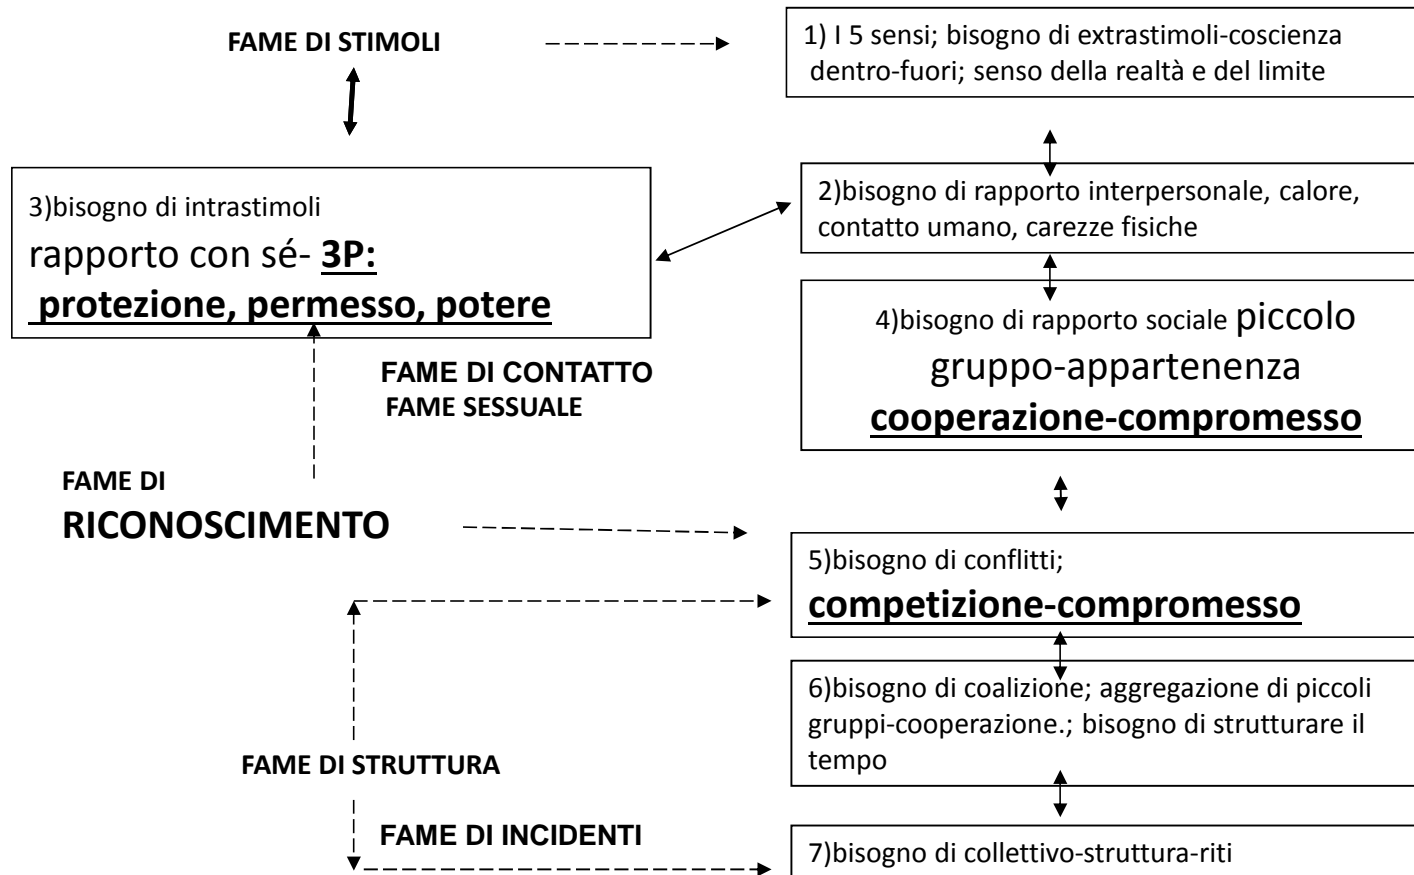 FAME DI STIMOLI
1) I 5 sensi; bisogno di extrastimoli-coscienza
dentro-fuori; senso della realtà e del limite
3)bisogno di intrastimoli
rapporto con sé- 3P:
protezione, permesso, potere
2)bisogno di rapporto interpersonale, calore,
contatto umano, carezze fisiche
4)bisogno di rapporto sociale piccolo
gruppo-appartenenza
cooperazione-compromesso
FAME DI CONTATTO
FAME SESSUALE
FAME DI
RICONOSCIMENTO
5)bisogno di conflitti;
competizione-compromesso
6)bisogno di coalizione; aggregazione di piccoli
gruppi-cooperazione.; bisogno di strutturare il
tempo
FAME DI STRUTTURA
FAME DI INCIDENTI
7)bisogno di collettivo-struttura-riti